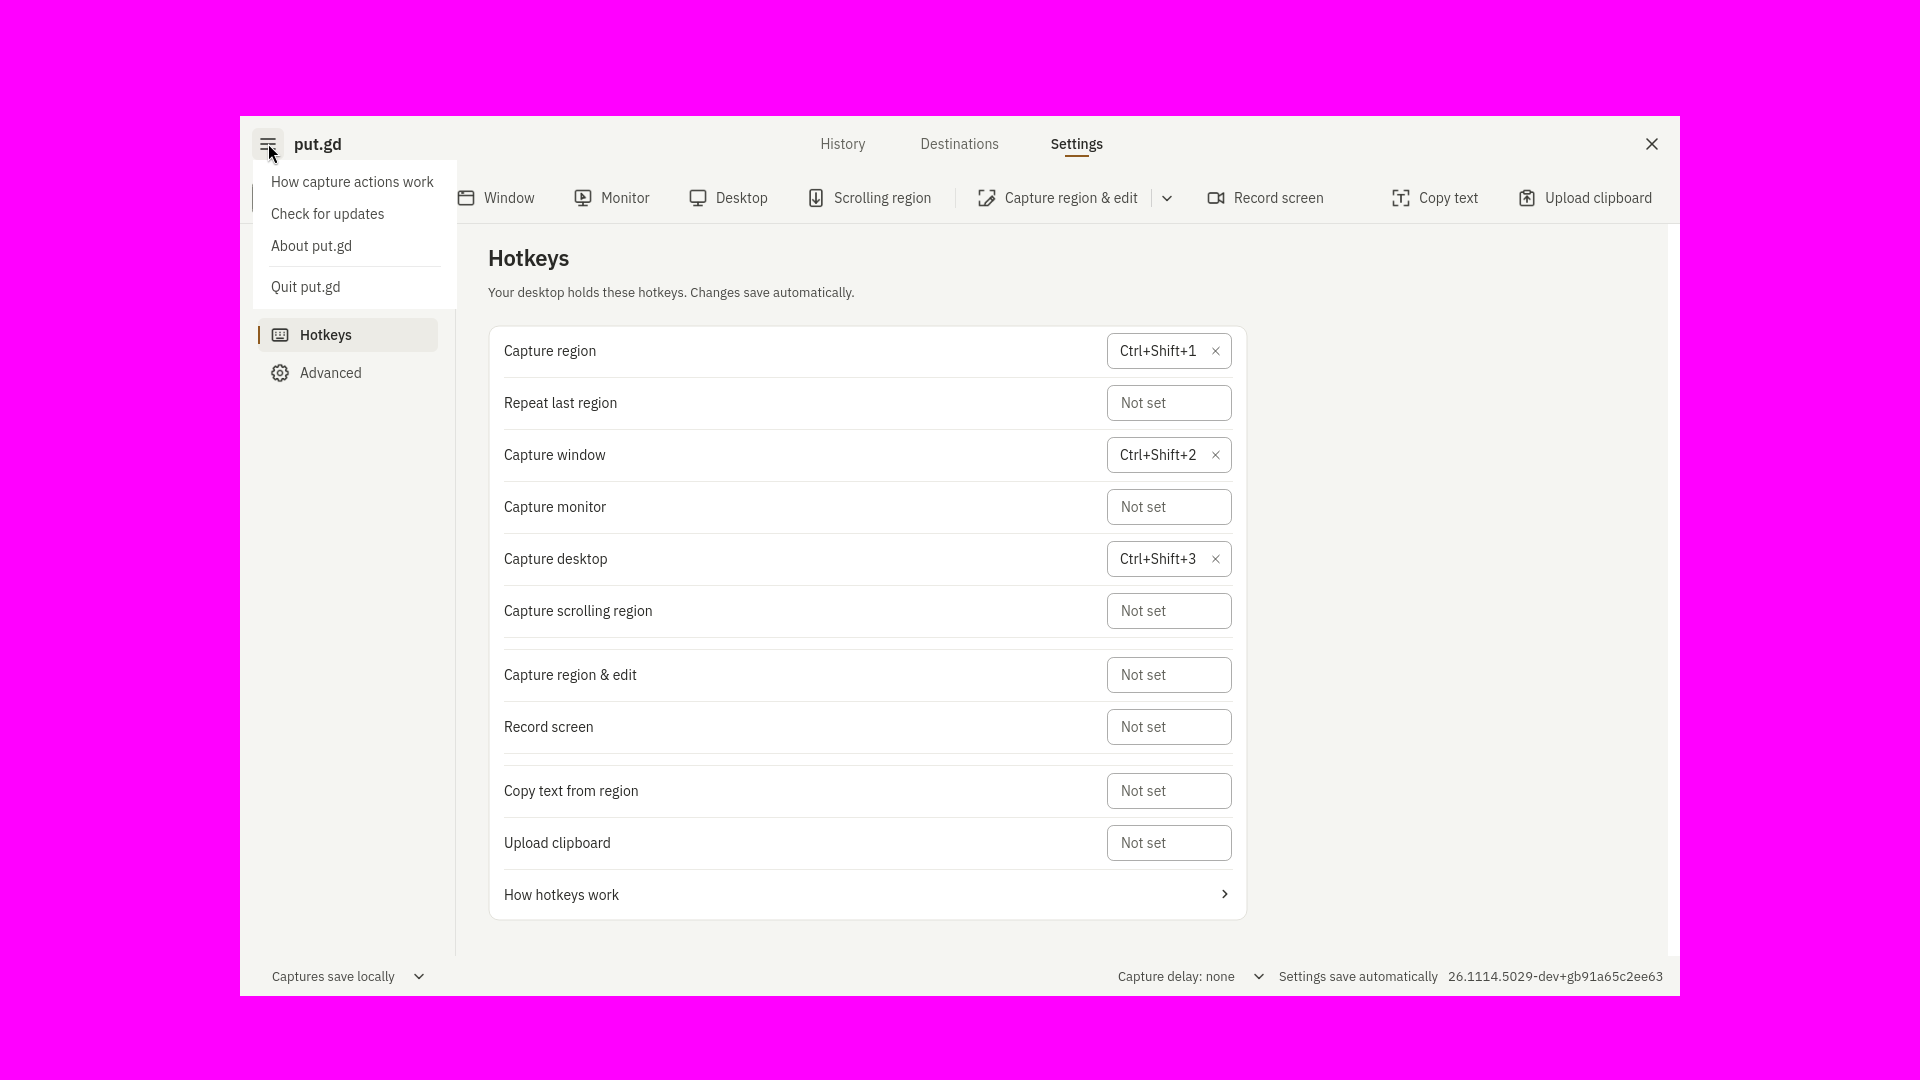 put.gd
History
Destinations
Settings
How capture actions work
Check for updates
About put.gd
Quit put.gd
Window
Monitor
Desktop
Scrolling region
Capture region & edit
Record screen
Copy text
Upload clipboard
Hotkeys
Advanced
Hotkeys
Your desktop holds these hotkeys. Changes save automatically.
Capture region Ctrl+Shift+1
Repeat last region Not set
Capture window Ctrl+Shift+2
Capture monitor Not set
Capture desktop Ctrl+Shift+3
Capture scrolling region Not set
Capture region & edit Not set
Record screen Not set
Copy text from region Not set
Upload clipboard Not set
How hotkeys work
Captures save locally
Capture delay: none
Settings save automatically
26.1114.5029-dev+gb91a65c2ee63